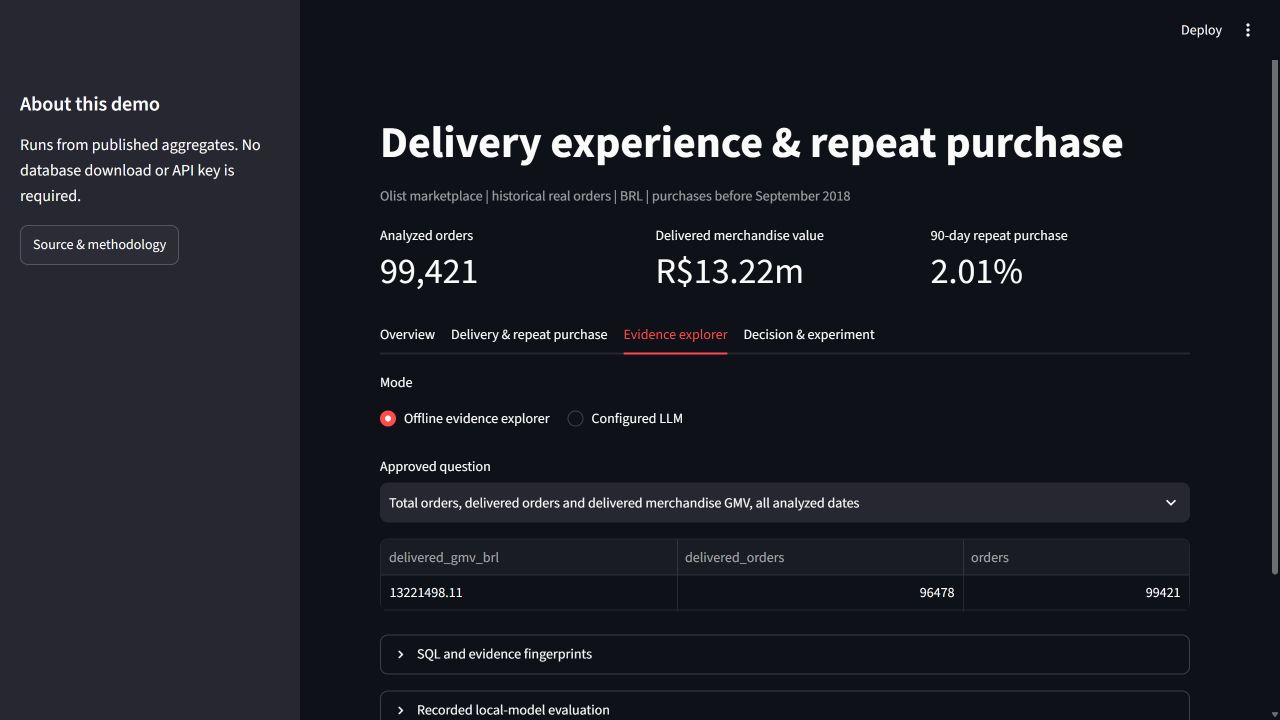 Deploy
About this demo
Runs from published aggregates. No
database download or API key is
required.
Source & methodology
Delivery experience & repeat purchase
Olist marketplace | historical real orders | BRL | purchases before September 2018
Analyzed orders
99,421
Delivered merchandise value
R$13.22m
90-day repeat purchase
2.01%
Overview
Delivery & repeat purchase
Evidence explorer
Decision & experiment
Mode
Offline evidence explorer
Configured LLM
Approved question
Total orders, delivered orders and delivered merchandise GMV, all analyzed dates
delivered_gmv_brl delivered_orders orders
13221498.11 96478 99421
SQL and evidence fingerprints
Recorded local-model evaluation